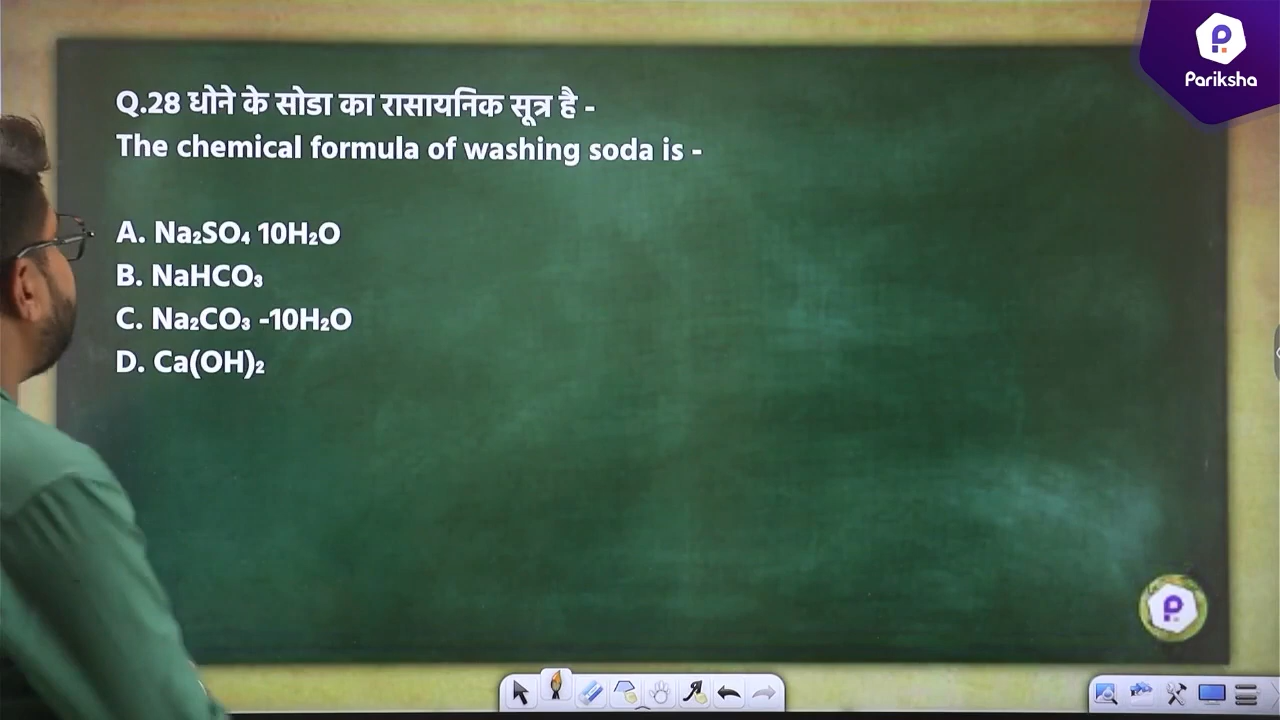 Pariksha
Q.28 धोने के सोडा का रासायनिक सूत्र है -
The chemical formula of washing soda is -
A. Na₂SO₄ 10H₂O
B. NaHCO₃
C. Na₂CO₃ -10H₂O
D. Ca(OH)₂